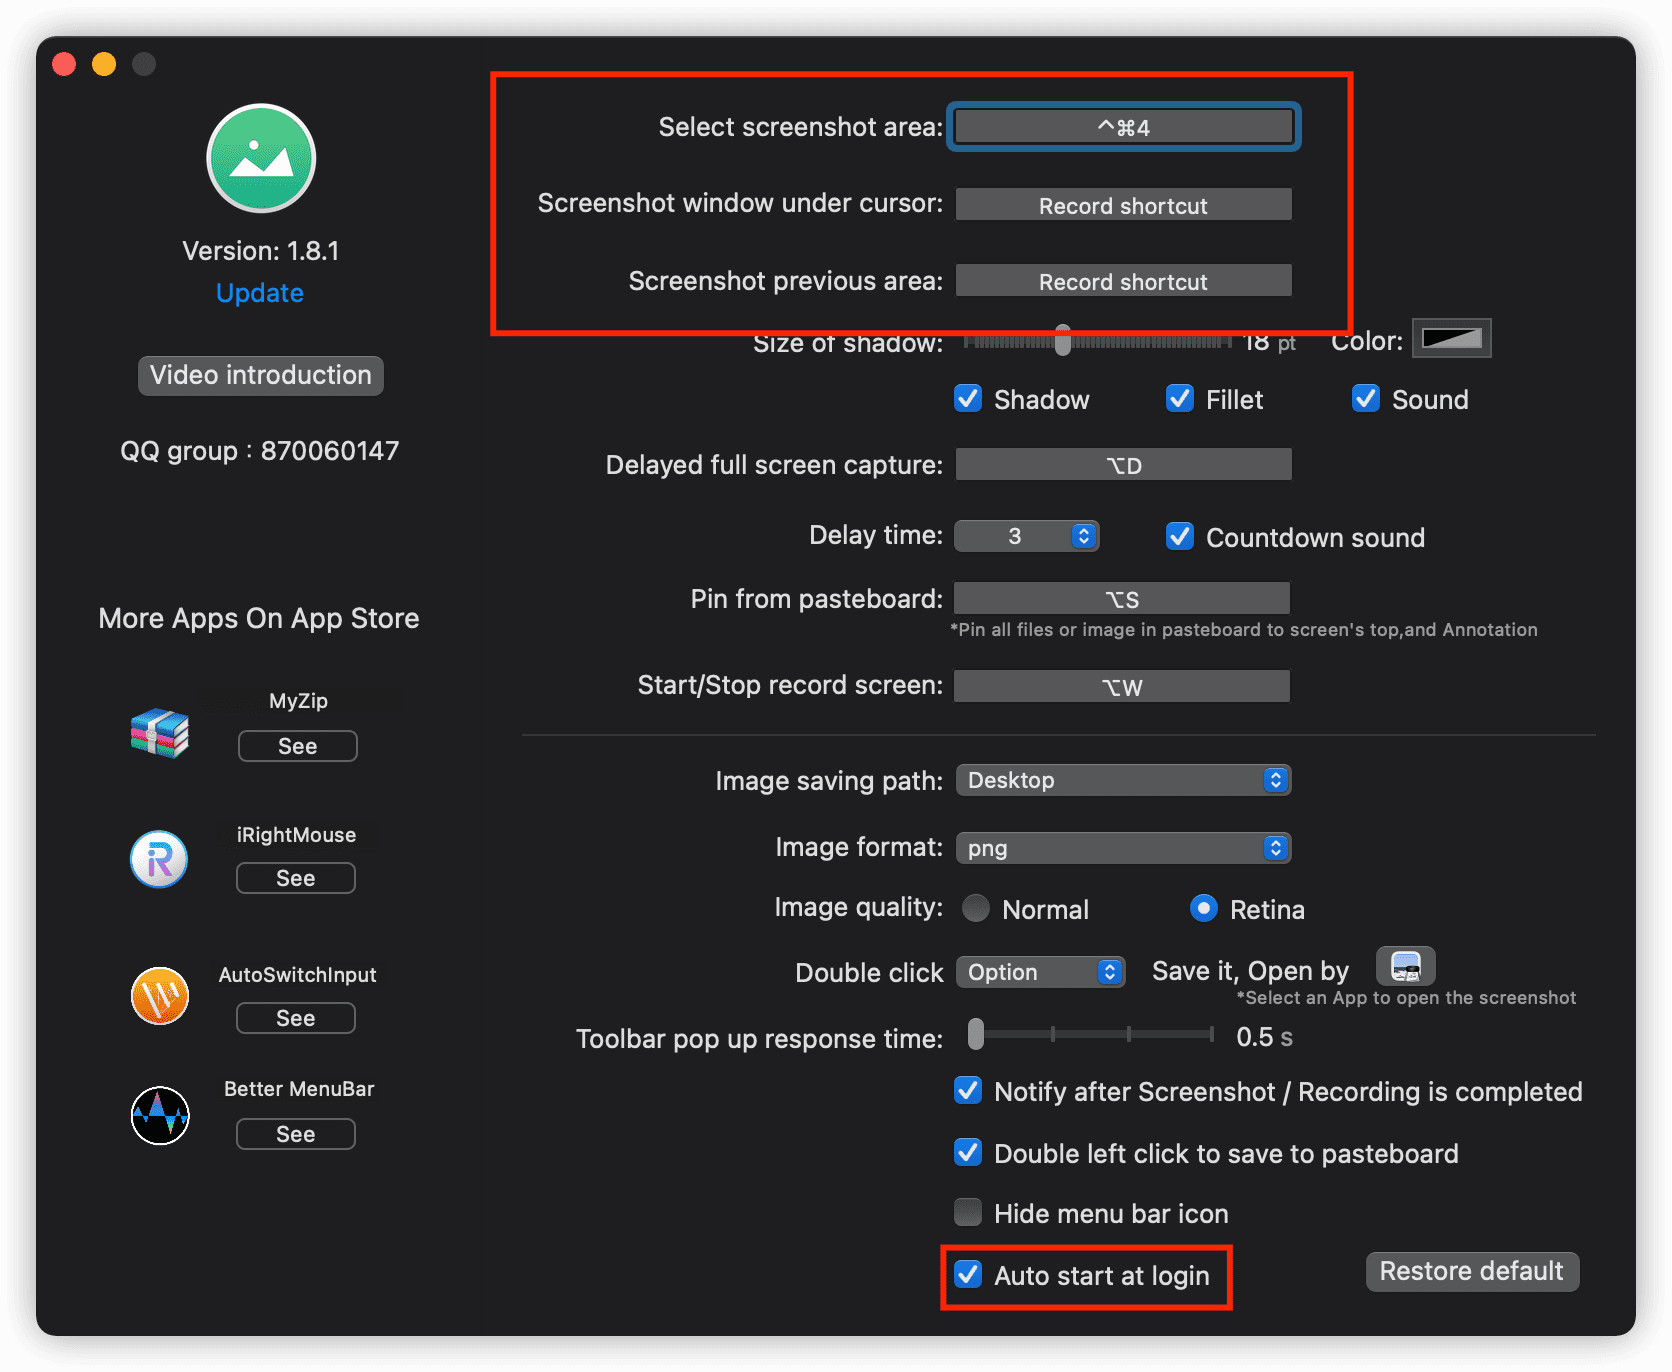 Version: 1.8.1
Update
Video introduction
QQ group : 870060147
More Apps On App Store
MyZip
See
iRightMouse
See
AutoSwitchInput
See
Better MenuBar
See
Select screenshot area: ^⌘4
Screenshot window under cursor: Record shortcut
Screenshot previous area: Record shortcut
Size of shadow: 18 pt Color:
Shadow Fillet Sound
Delayed full screen capture: ⌥D
Delay time: 3 Countdown sound
Pin from pasteboard: ⌥S
*Pin all files or image in pasteboard to screen's top,and Annotation
Start/Stop record screen: ⌥W
Image saving path: Desktop
Image format: png
Image quality: Normal Retina
Double click Option Save it, Open by
*Select an App to open the screenshot
Toolbar pop up response time: 0.5 s
Notify after Screenshot / Recording is completed
Double left click to save to pasteboard
Hide menu bar icon
Auto start at login
Restore default